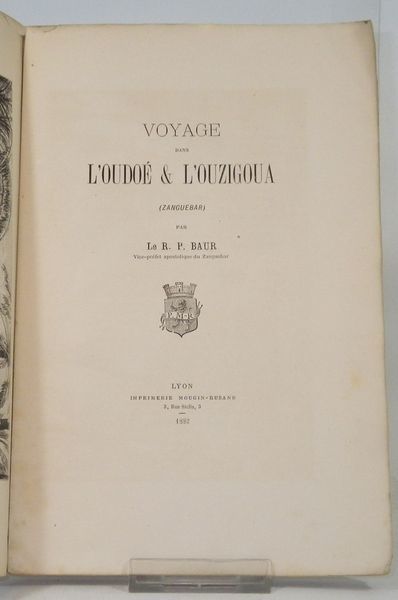 VOYAGE
DANS
L'OUDOÉ & L'OUZIGOUA
(ZANGUEBAR)
PAR
Le R. P. BAUR
Vice-préfet apostolique du Zanguebar
LYON
IMPRIMERIE MOUGIN-RUSAND
3, Rue Stella, 3
1882